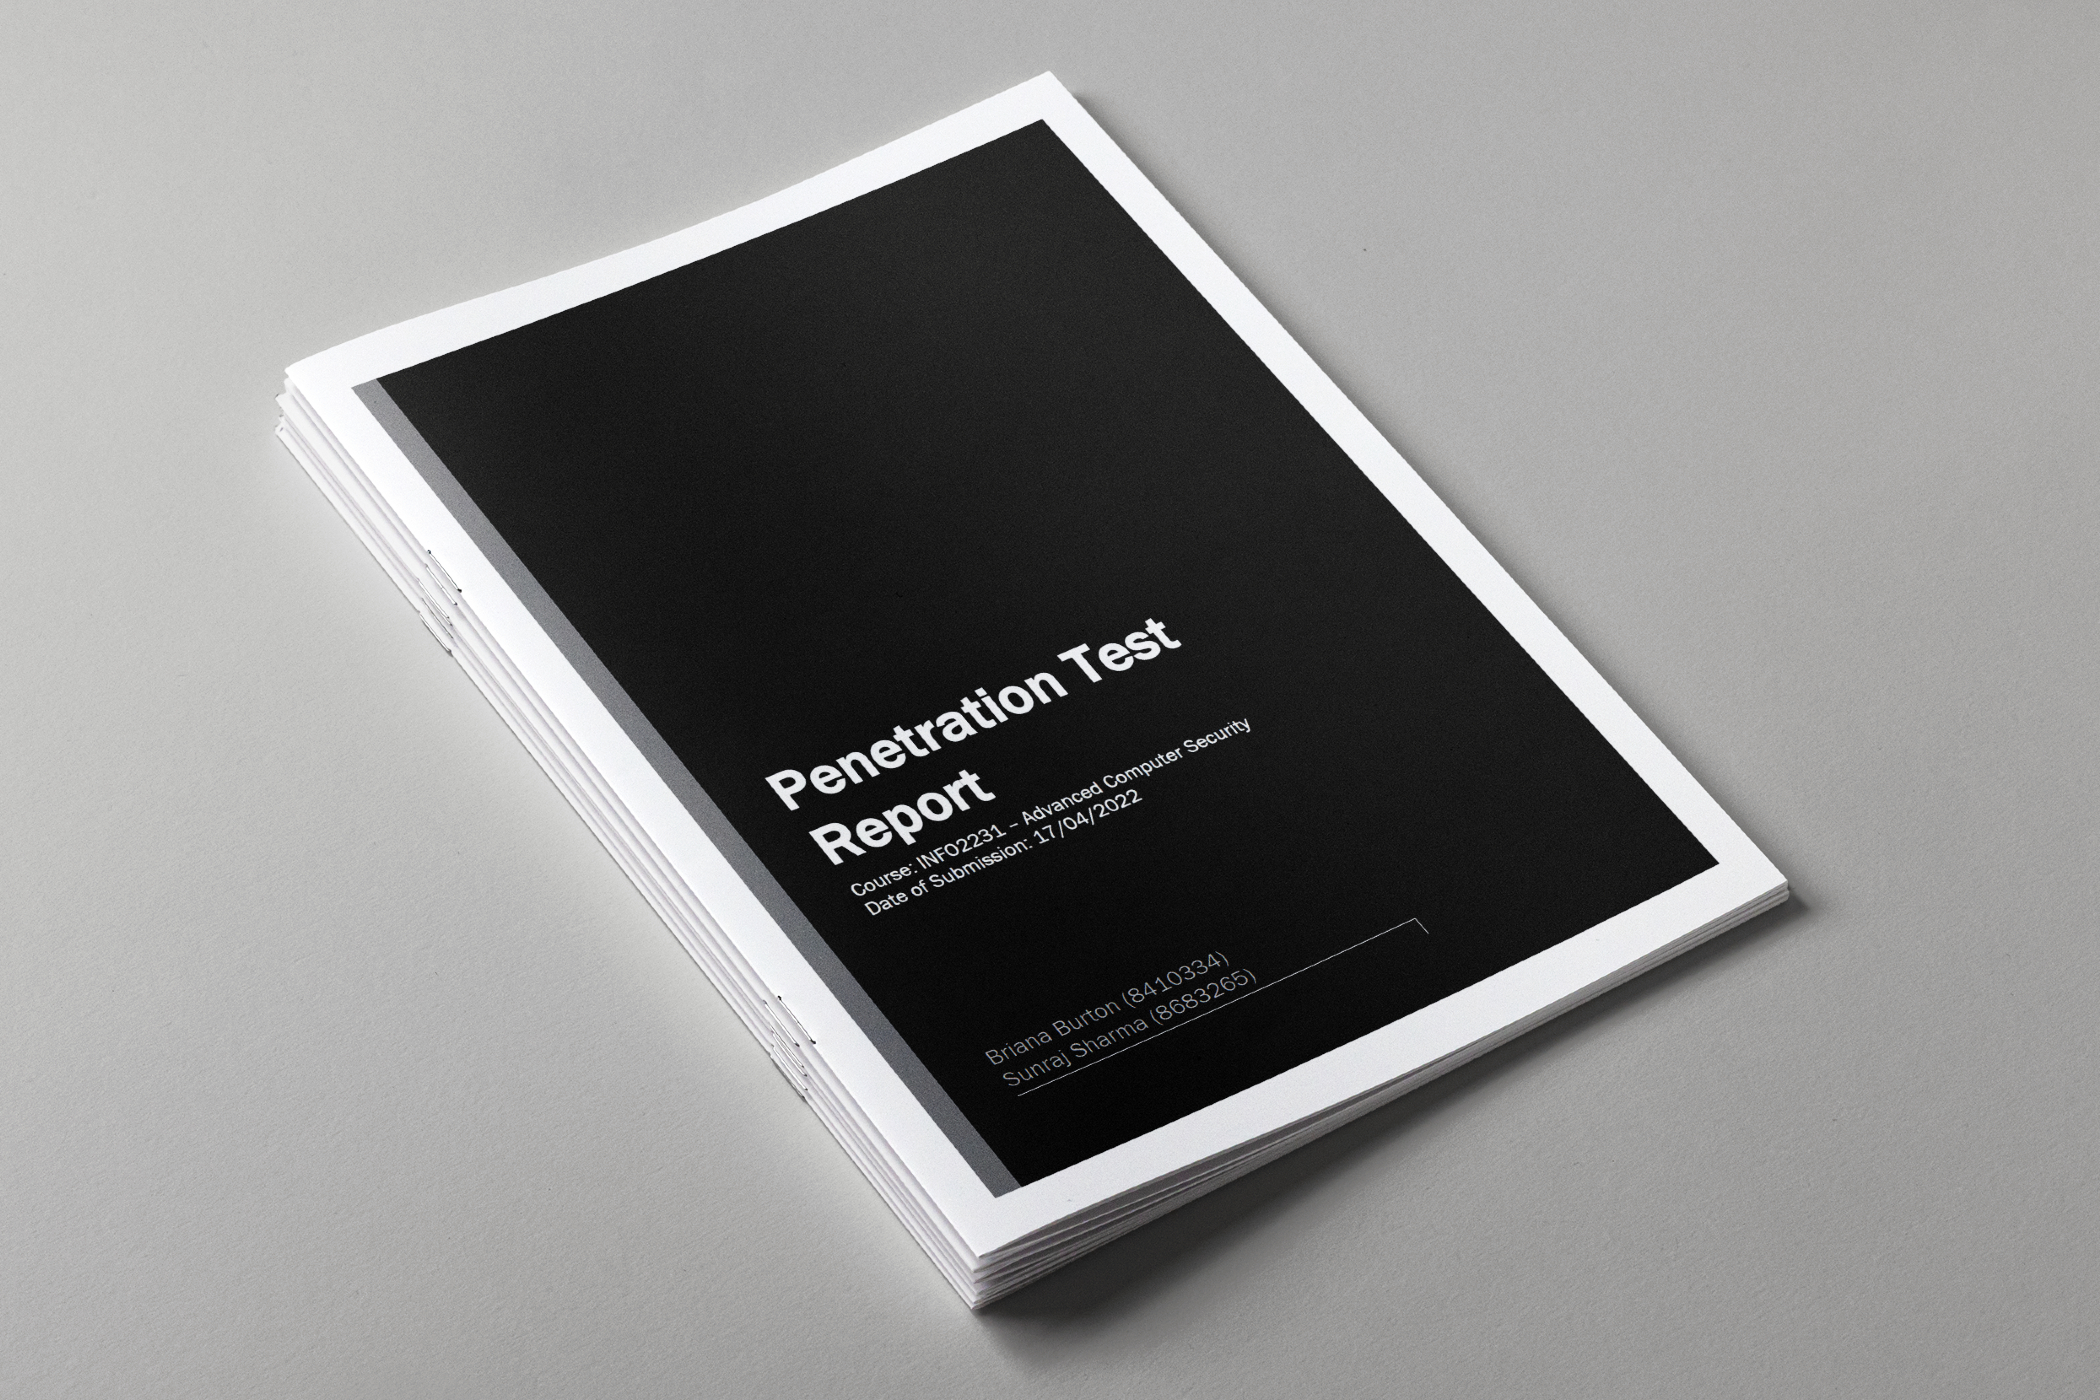 Penetration Test
Report
Course: INFO2231 – Advanced Computer Security
Date of Submission: 17/04/2022
Briana Burton (8410334)
Sunraj Sharma (8683265)